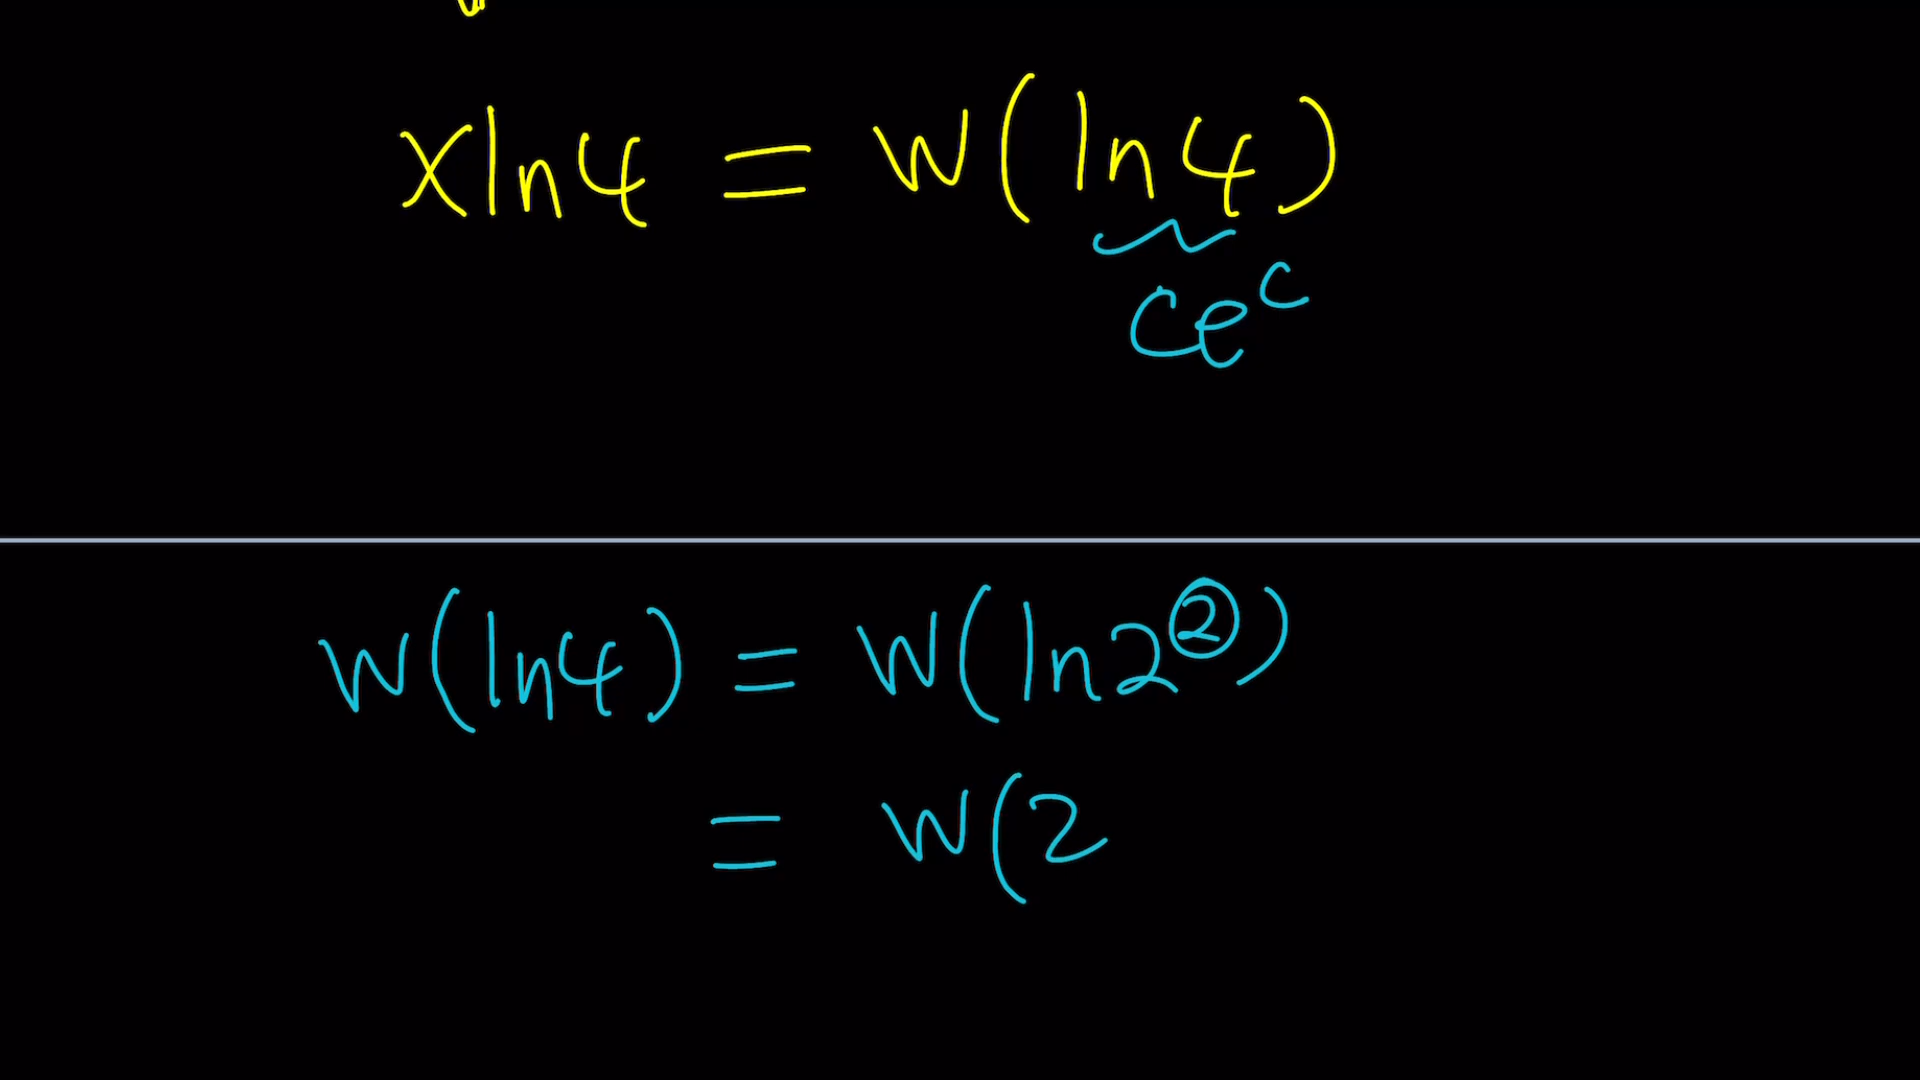 xln4 = W(ln4)
ce^c
W(ln4) = W(ln2^②)
= W(2